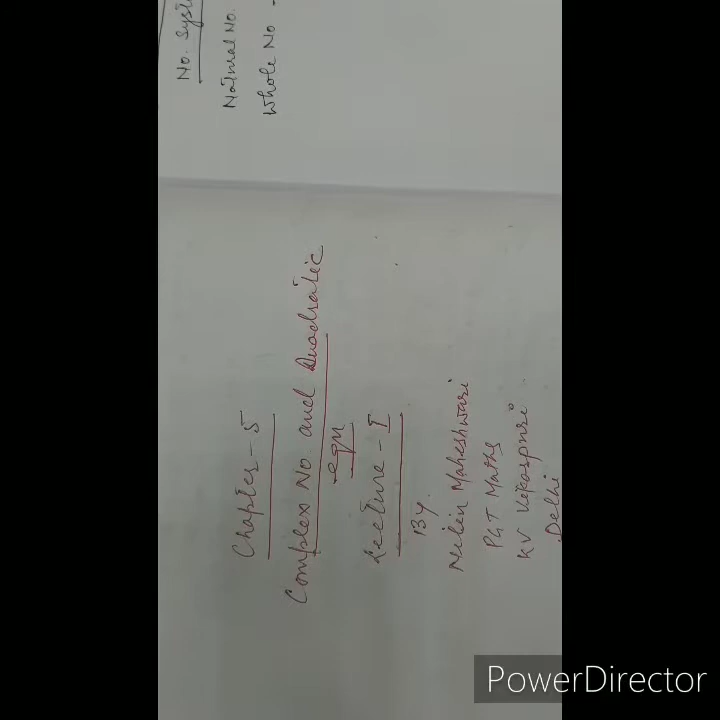 No. Syst
Natural No.
Whole No -
Chapter - 5
Complex No and Quadratic
eqn
Lecture - I
By.
Nitin Maheshwari
PGT Maths
KV Vikaspuri
Delhi
PowerDirector